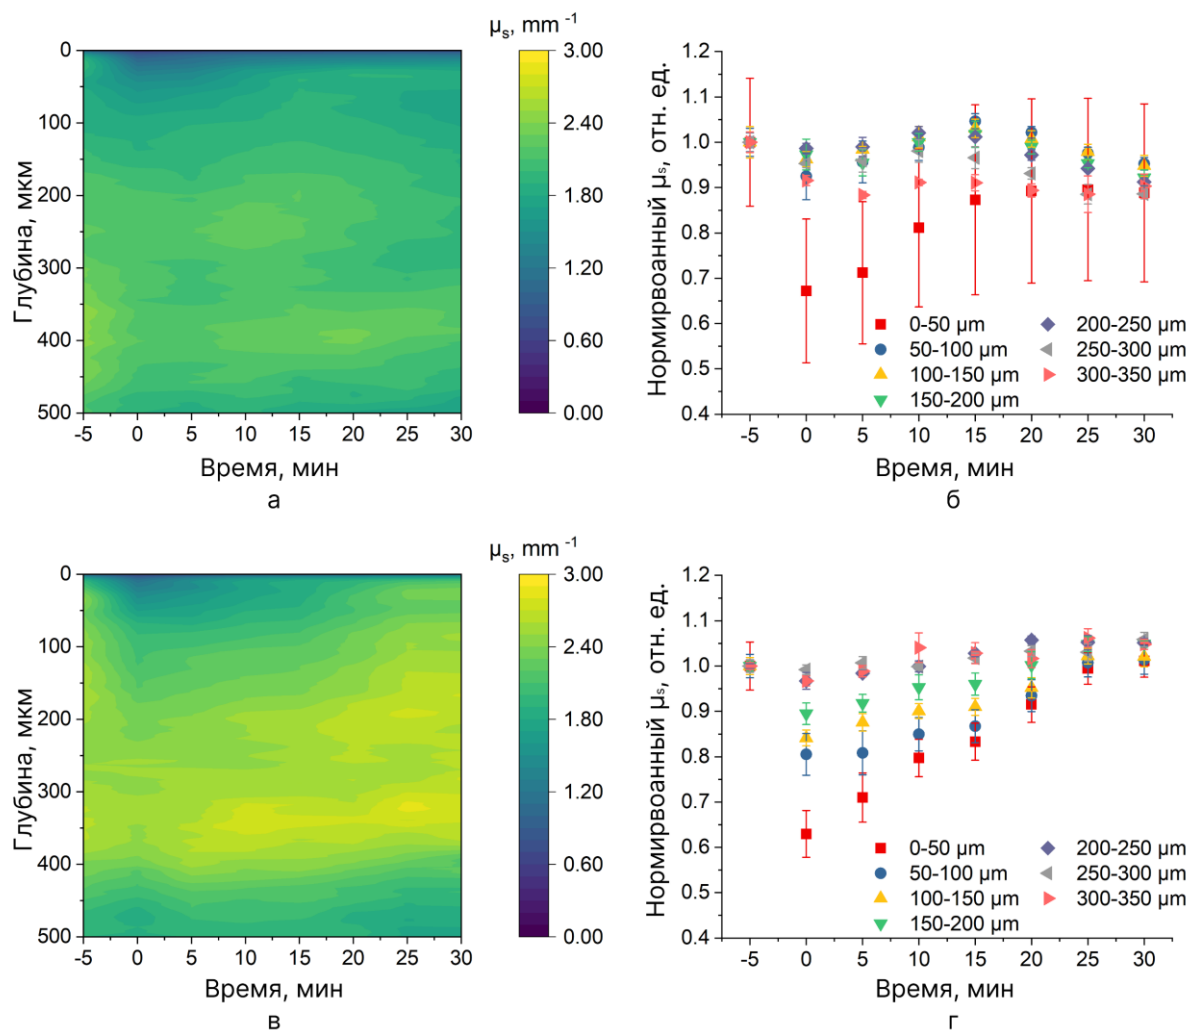 μs, mm -1
0
100
200
300
400
500
Глубина, мкм
-5 0 5 10 15 20 25 30
Время, мин
а
3.00
2.40
1.80
1.20
0.60
0.00
1.2
1.1
1.0
0.9
0.8
0.7
0.6
0.5
0.4
Нормирвоанный μs, отн. ед.
0-50 μm
50-100 μm
100-150 μm
150-200 μm
200-250 μm
250-300 μm
300-350 μm
-5 0 5 10 15 20 25 30
Время, мин
б
μs, mm -1
0
100
200
300
400
500
Глубина, мкм
-5 0 5 10 15 20 25 30
Время, мин
в
3.00
2.40
1.80
1.20
0.60
0.00
1.2
1.1
1.0
0.9
0.8
0.7
0.6
0.5
0.4
Нормирвоанный μs, отн. ед.
0-50 μm
50-100 μm
100-150 μm
150-200 μm
200-250 μm
250-300 μm
300-350 μm
-5 0 5 10 15 20 25 30
Время, мин
г